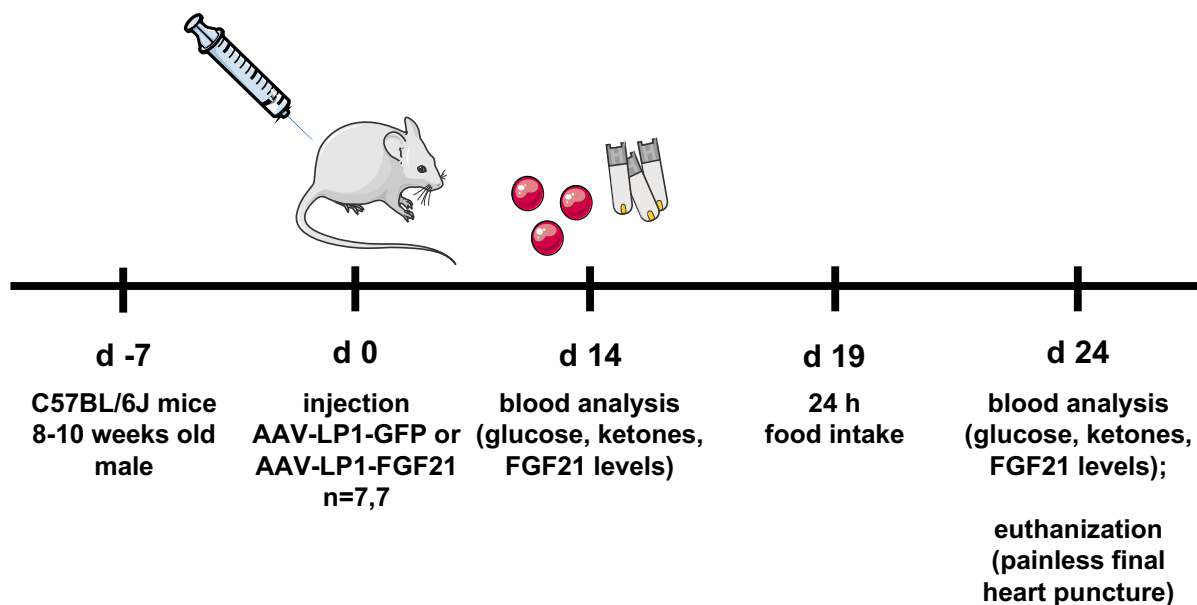 d -7
C57BL/6J mice
8-10 weeks old
male
d 0
injection
AAV-LP1-GFP or
AAV-LP1-FGF21
n=7,7
d 14
blood analysis
(glucose, ketones,
FGF21 levels)
d 19
24 h
food intake
d 24
blood analysis
(glucose, ketones,
FGF21 levels);
euthanization
(painless final
heart puncture)